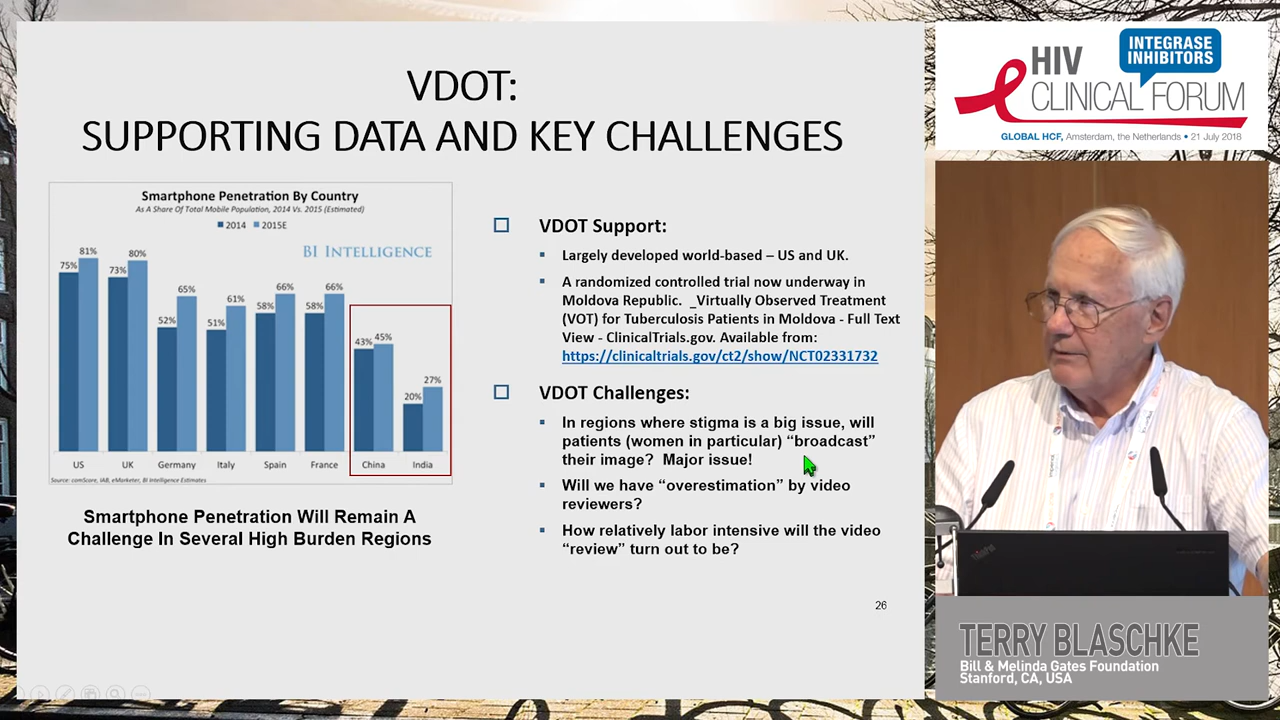 VDOT:
SUPPORTING DATA AND KEY CHALLENGES
Smartphone Penetration By Country
As A Share Of Total Mobile Population, 2014 Vs. 2015 (Estimated)
2014 2015E
BI INTELLIGENCE
75% 81% 73% 80% 52% 65% 51% 61% 58% 66% 58% 66% 43% 45% 20% 27%
US UK Germany Italy Spain France China India
Source: comScore, IAB, eMarketer, BI Intelligence Estimates
Smartphone Penetration Will Remain A
Challenge In Several High Burden Regions
VDOT Support:
Largely developed world-based – US and UK.
A randomized controlled trial now underway in
Moldova Republic. _Virtually Observed Treatment
(VOT) for Tuberculosis Patients in Moldova - Full Text
View - ClinicalTrials.gov. Available from:
https://clinicaltrials.gov/ct2/show/NCT02331732
VDOT Challenges:
In regions where stigma is a big issue, will
patients (women in particular) “broadcast”
their image? Major issue!
Will we have “overestimation” by video
reviewers?
How relatively labor intensive will the video
“review” turn out to be?
26
INTEGRASE
INHIBITORS
HIV
CLINICAL FORUM
GLOBAL HCF, Amsterdam, the Netherlands • 21 July 2018
ThinkPad
TERRY BLASCHKE
Bill & Melinda Gates Foundation
Stanford, CA, USA